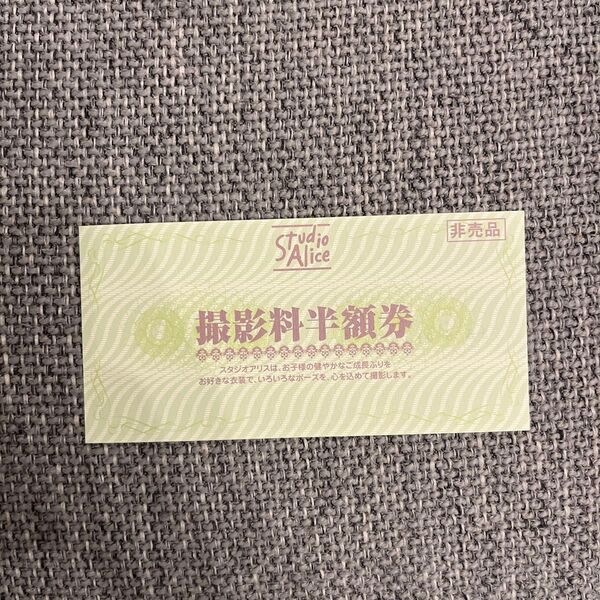 Studio
Alice
非売品
撮影料半額券
スタジオアリスは、お子様の健やかなご成長ぶりを
お好きな衣装で、いろいろなポーズを、心を込めて撮影します。